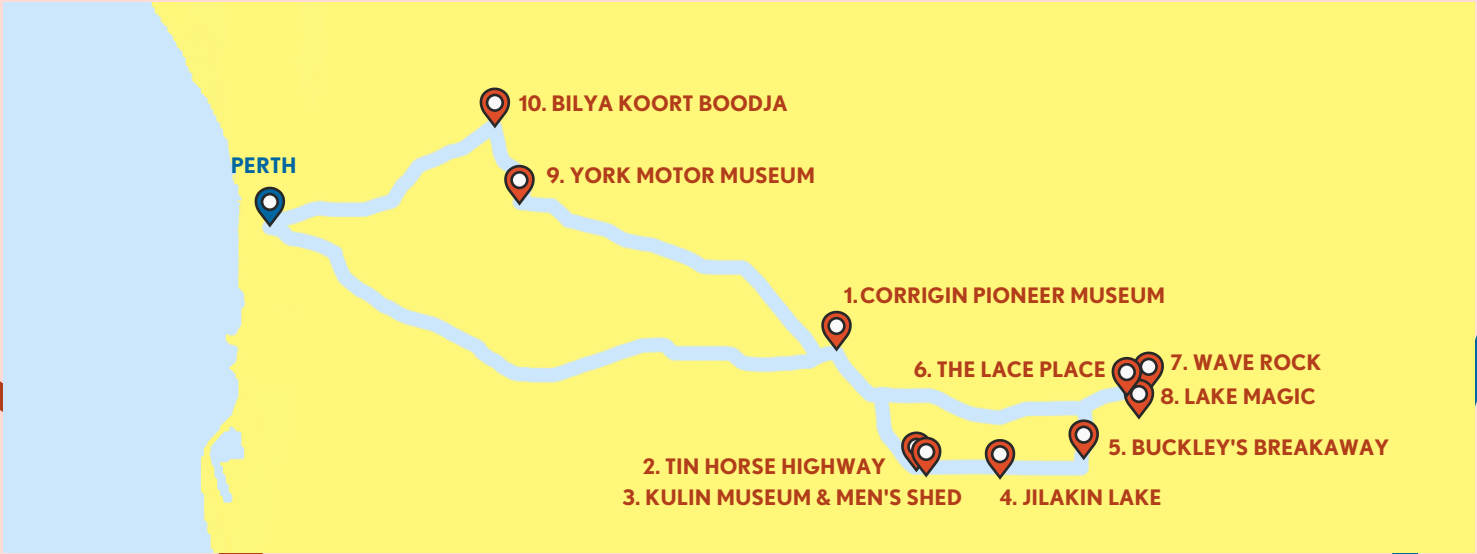 10. BILYA KOORT BOODJA
PERTH
9. YORK MOTOR MUSEUM
1.CORRIGIN PIONEER MUSEUM
6. THE LACE PLACE
7. WAVE ROCK
8. LAKE MAGIC
5. BUCKLEY'S BREAKAWAY
2. TIN HORSE HIGHWAY
3. KULIN MUSEUM & MEN'S SHED
4. JILAKIN LAKE